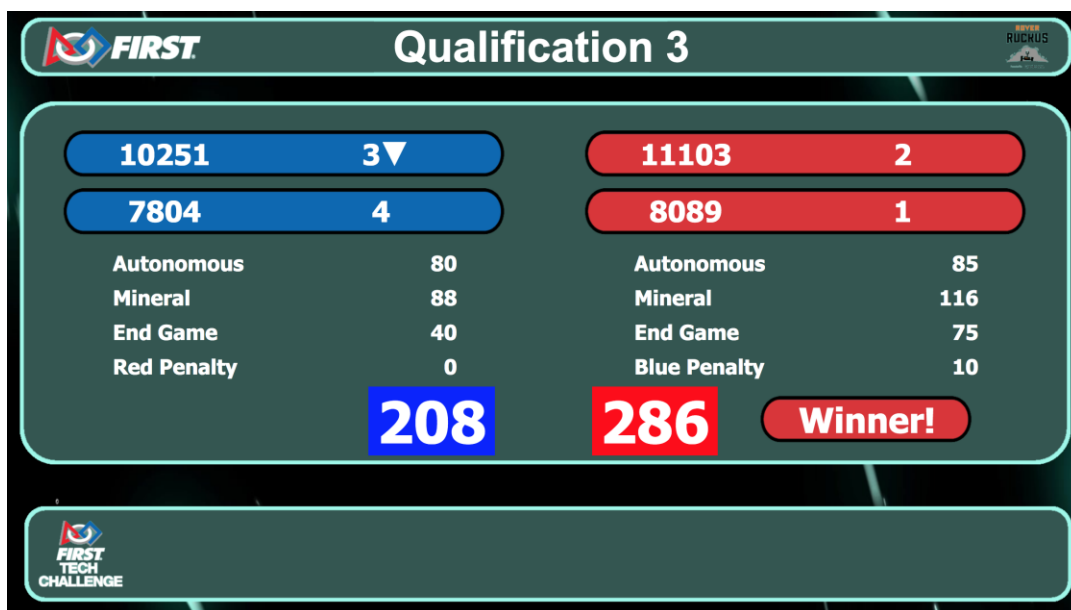 FIRST
Qualification 3
ROVER
RUCKUS
10251 3▼
7804 4
Autonomous 80
Mineral 88
End Game 40
Red Penalty 0
208
11103 2
8089 1
Autonomous 85
Mineral 116
End Game 75
Blue Penalty 10
286
Winner!
FIRST
TECH
CHALLENGE